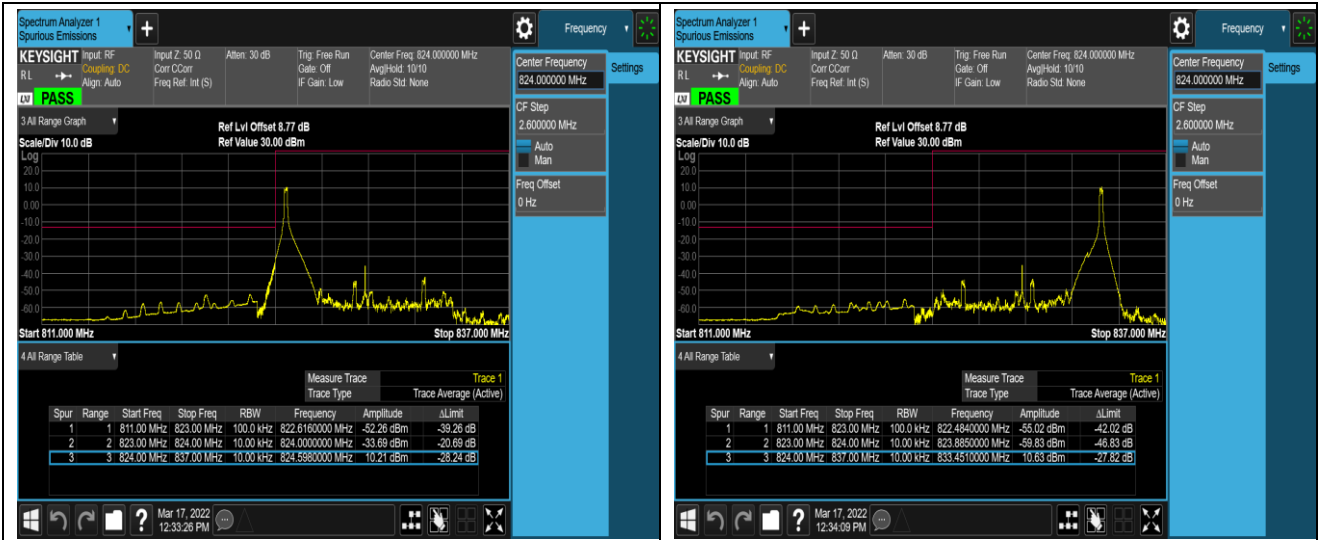 Spectrum Analyzer 1
Spurious Emissions
+
Frequency
KEYSIGHT Input: RF Input Z: 50 Ω Atten: 30 dB Trig: Free Run Center Freq: 824.000000 MHz
Coupling: DC Corr CCorr Gate: Off Avg|Hold: 10/10
R L Align: Auto Freq Ref: Int (S) IF Gain: Low Radio Std: None
LXI PASS
3 All Range Graph
Ref Lvl Offset 8.77 dB
Scale/Div 10.0 dB Ref Value 30.00 dBm
Log
20.0
10.0
0.00
-10.0
-20.0
-30.0
-40.0
-50.0
-60.0
Start 811.000 MHz Stop 837.000 MHz
4 All Range Table
Measure Trace Trace 1
Trace Type Trace Average (Active)
Spur Range Start Freq Stop Freq RBW Frequency Amplitude ΔLimit
1 1 811.00 MHz 823.00 MHz 100.0 kHz 822.6160000 MHz -52.26 dBm -39.26 dB
2 2 823.00 MHz 824.00 MHz 10.00 kHz 824.0000000 MHz -33.69 dBm -20.69 dB
3 3 824.00 MHz 837.00 MHz 10.00 kHz 824.5980000 MHz 10.21 dBm -28.24 dB
?
Mar 17, 2022
12:33:26 PM
Center Frequency
824.000000 MHz
Settings
CF Step
2.600000 MHz
Auto
Man
Freq Offset
0 Hz
Spectrum Analyzer 1
Spurious Emissions
+
Frequency
KEYSIGHT Input: RF Input Z: 50 Ω Atten: 30 dB Trig: Free Run Center Freq: 824.000000 MHz
Coupling: DC Corr CCorr Gate: Off Avg|Hold: 10/10
R L Align: Auto Freq Ref: Int (S) IF Gain: Low Radio Std: None
LXI PASS
3 All Range Graph
Ref Lvl Offset 8.77 dB
Scale/Div 10.0 dB Ref Value 30.00 dBm
Log
20.0
10.0
0.00
-10.0
-20.0
-30.0
-40.0
-50.0
-60.0
Start 811.000 MHz Stop 837.000 MHz
4 All Range Table
Measure Trace Trace 1
Trace Type Trace Average (Active)
Spur Range Start Freq Stop Freq RBW Frequency Amplitude ΔLimit
1 1 811.00 MHz 823.00 MHz 100.0 kHz 822.4840000 MHz -55.02 dBm -42.02 dB
2 2 823.00 MHz 824.00 MHz 10.00 kHz 823.8850000 MHz -59.83 dBm -46.83 dB
3 3 824.00 MHz 837.00 MHz 10.00 kHz 833.4510000 MHz 10.63 dBm -27.82 dB
?
Mar 17, 2022
12:34:09 PM
Center Frequency
824.000000 MHz
Settings
CF Step
2.600000 MHz
Auto
Man
Freq Offset
0 Hz